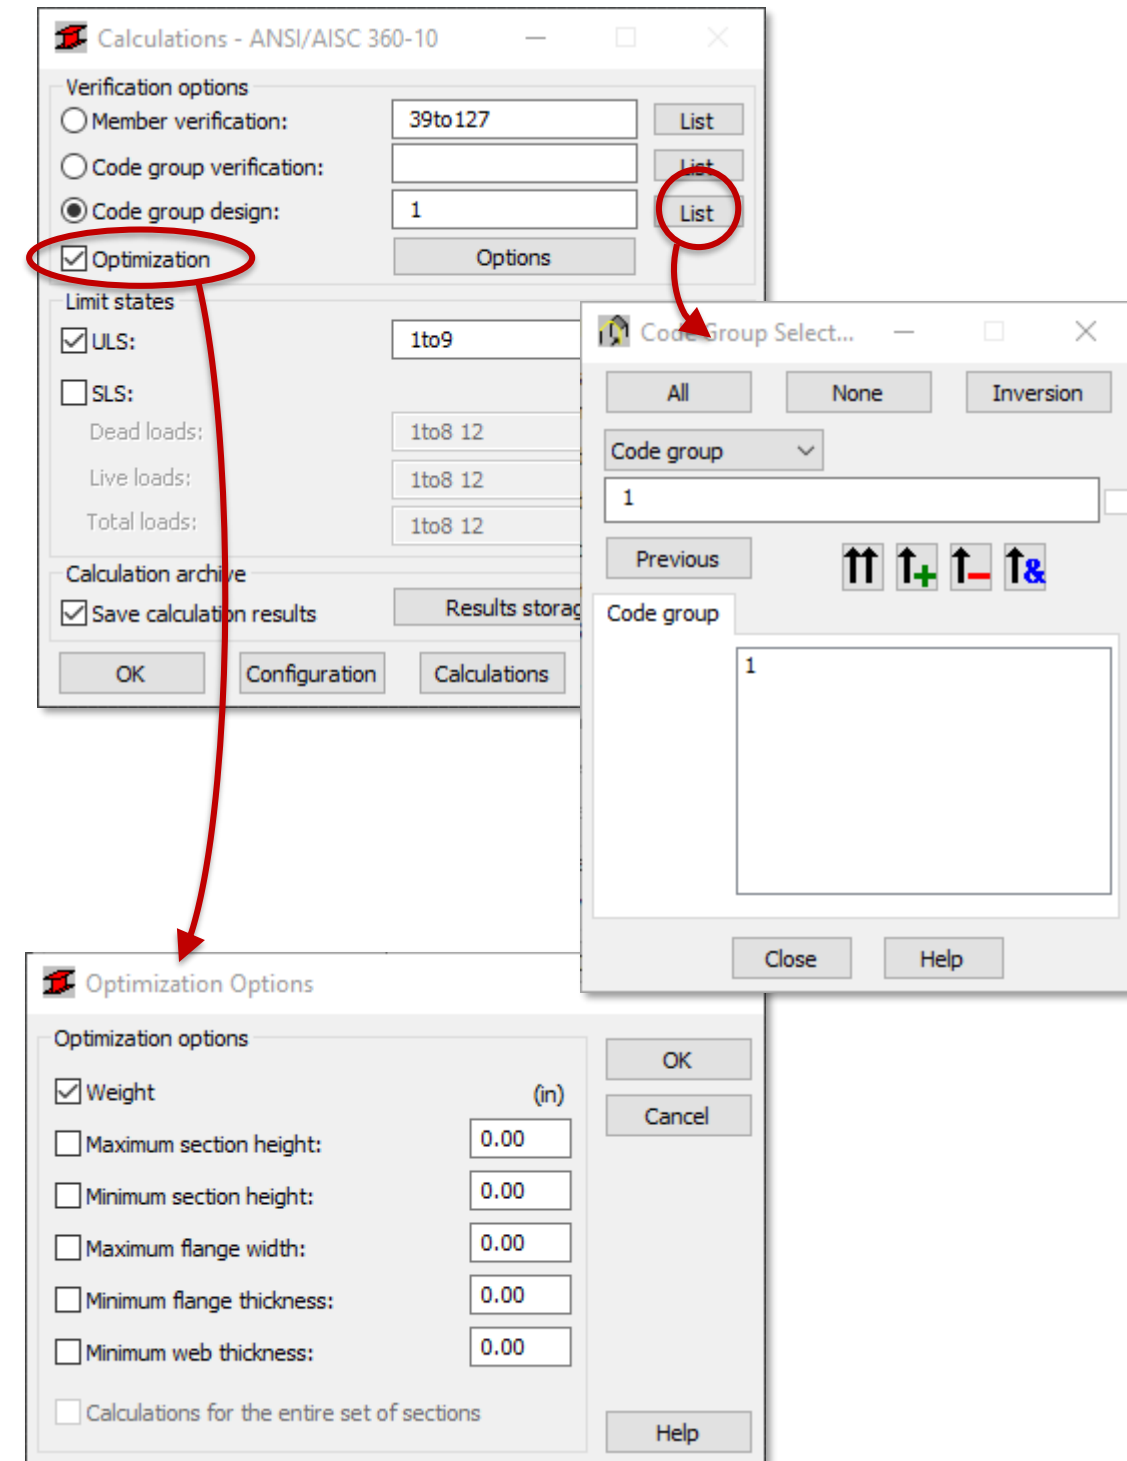 Calculations - ANSI/AISC 360-10
Verification options
Member verification: 39to127 List
Code group verification: List
Code group design: 1 List
Optimization Options
Limit states
ULS: 1to9
SLS:
Dead loads: 1to8 12
Live loads: 1to8 12
Total loads: 1to8 12
Calculation archive
Save calculation results Results storag
OK Configuration Calculations
Code Group Select...
All None Inversion
Code group
1
Previous
&
Code group
1
Close Help
Optimization Options
Optimization options
Weight (in)
Maximum section height: 0.00
Minimum section height: 0.00
Maximum flange width: 0.00
Minimum flange thickness: 0.00
Minimum web thickness: 0.00
Calculations for the entire set of sections
OK
Cancel
Help